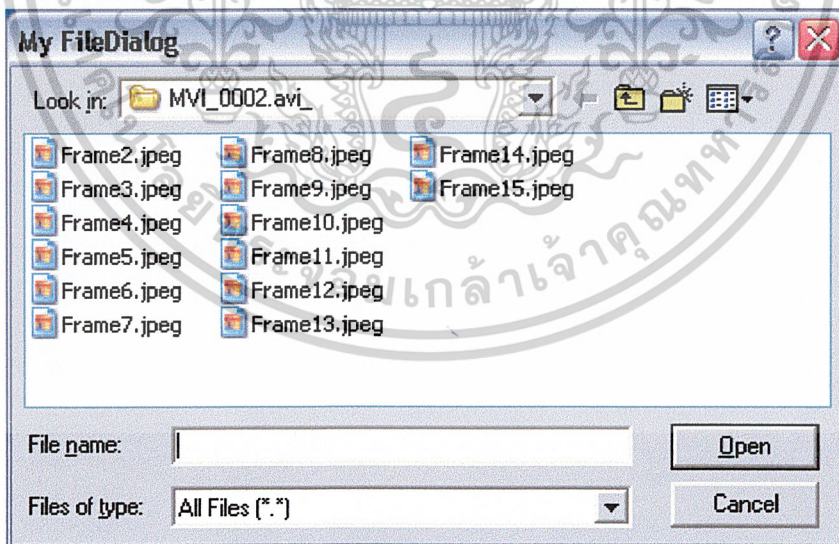 My FileDialog
Look in: MVI_0002.avi_
Frame2.jpeg Frame8.jpeg Frame14.jpeg
Frame3.jpeg Frame9.jpeg Frame15.jpeg
Frame4.jpeg Frame10.jpeg
Frame5.jpeg Frame11.jpeg
Frame6.jpeg Frame12.jpeg
Frame7.jpeg Frame13.jpeg
File name: Open
Files of type: All Files (*.*) Cancel